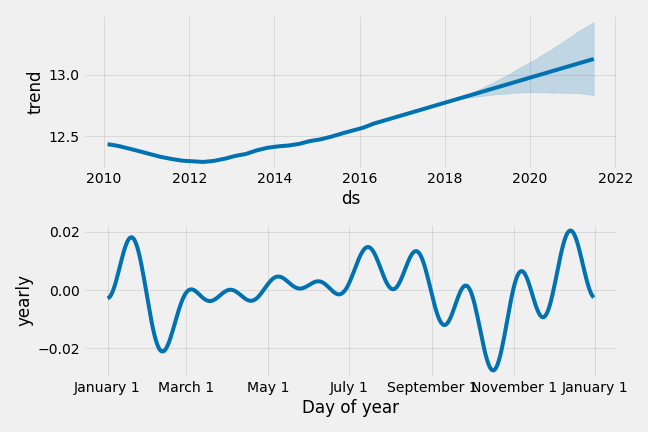 13.0
12.5
trend
2010 2012 2014 2016 2018 2020 2022
ds
0.02
0.00
−0.02
yearly
January 1 March 1 May 1 July 1 September 1 November 1 January 1
Day of year